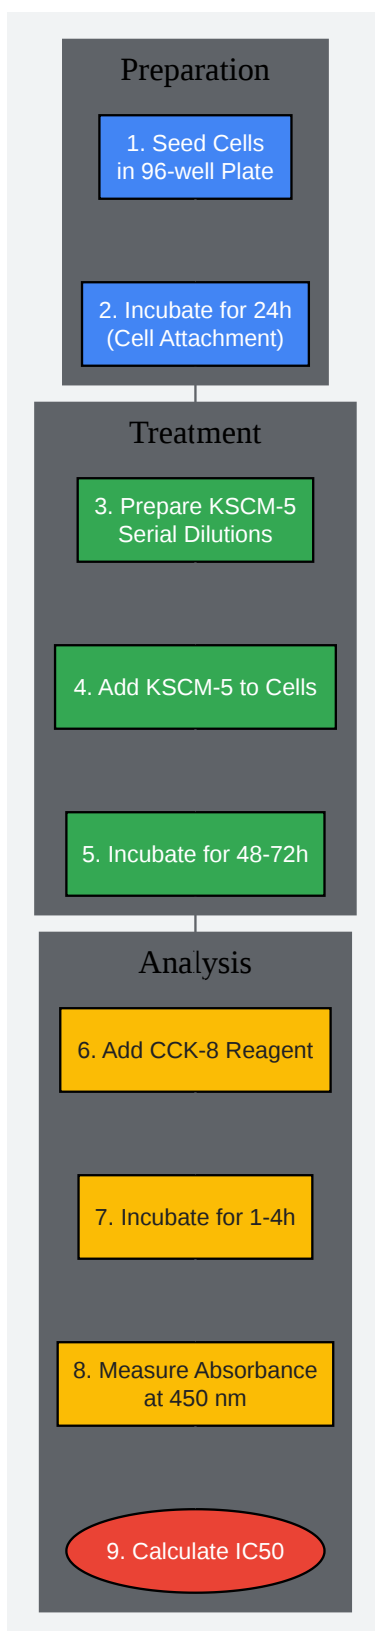 Preparation
1. Seed Cells
in 96-well Plate
2. Incubate for 24h
(Cell Attachment)
Treatment
3. Prepare KSCM-5
Serial Dilutions
4. Add KSCM-5 to Cells
5. Incubate for 48-72h
Analysis
6. Add CCK-8 Reagent
7. Incubate for 1-4h
8. Measure Absorbance
at 450 nm
9. Calculate IC50